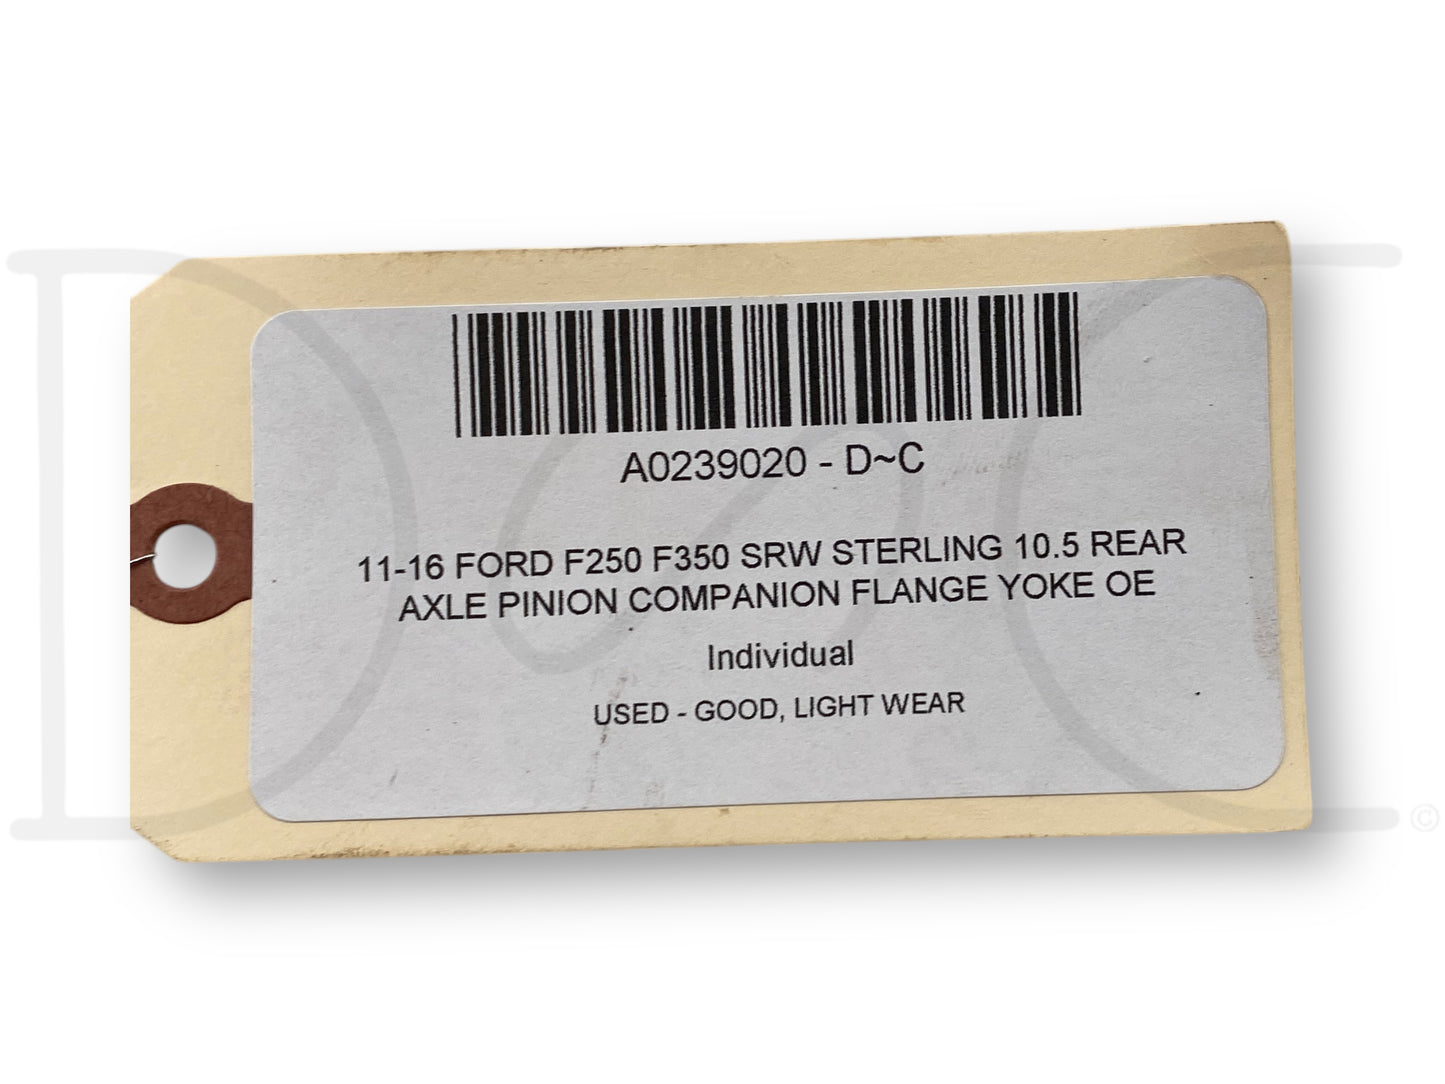 A0239020 - D~C
11-16 FORD F250 F350 SRW STERLING 10.5 REAR
AXLE PINION COMPANION FLANGE YOKE OE
Individual
USED - GOOD, LIGHT WEAR
D~C
©